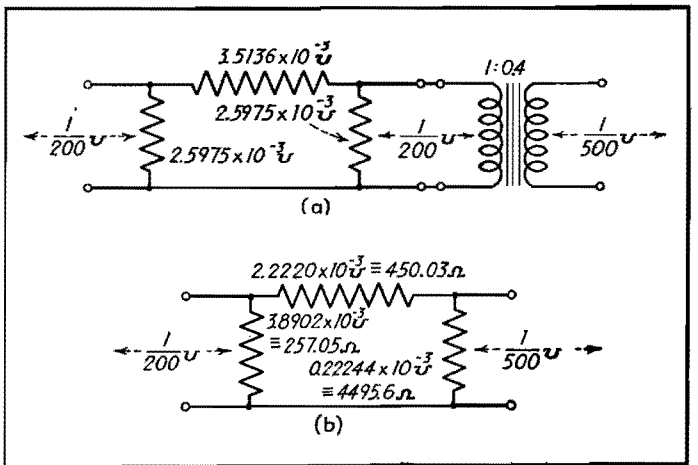 3.5136×10⁻³ ℧
1:0.4
2.5975×10⁻³ ℧
1/200 ℧
2.5975×10⁻³ ℧
1/200 ℧
1/500 ℧
(a)
2.2220×10⁻³ ℧ ≡ 450.03 Ω
3.8902×10⁻³ ℧
≡ 257.05 Ω
1/200 ℧
0.22244×10⁻³ ℧
≡ 4495.6 Ω
1/500 ℧
(b)